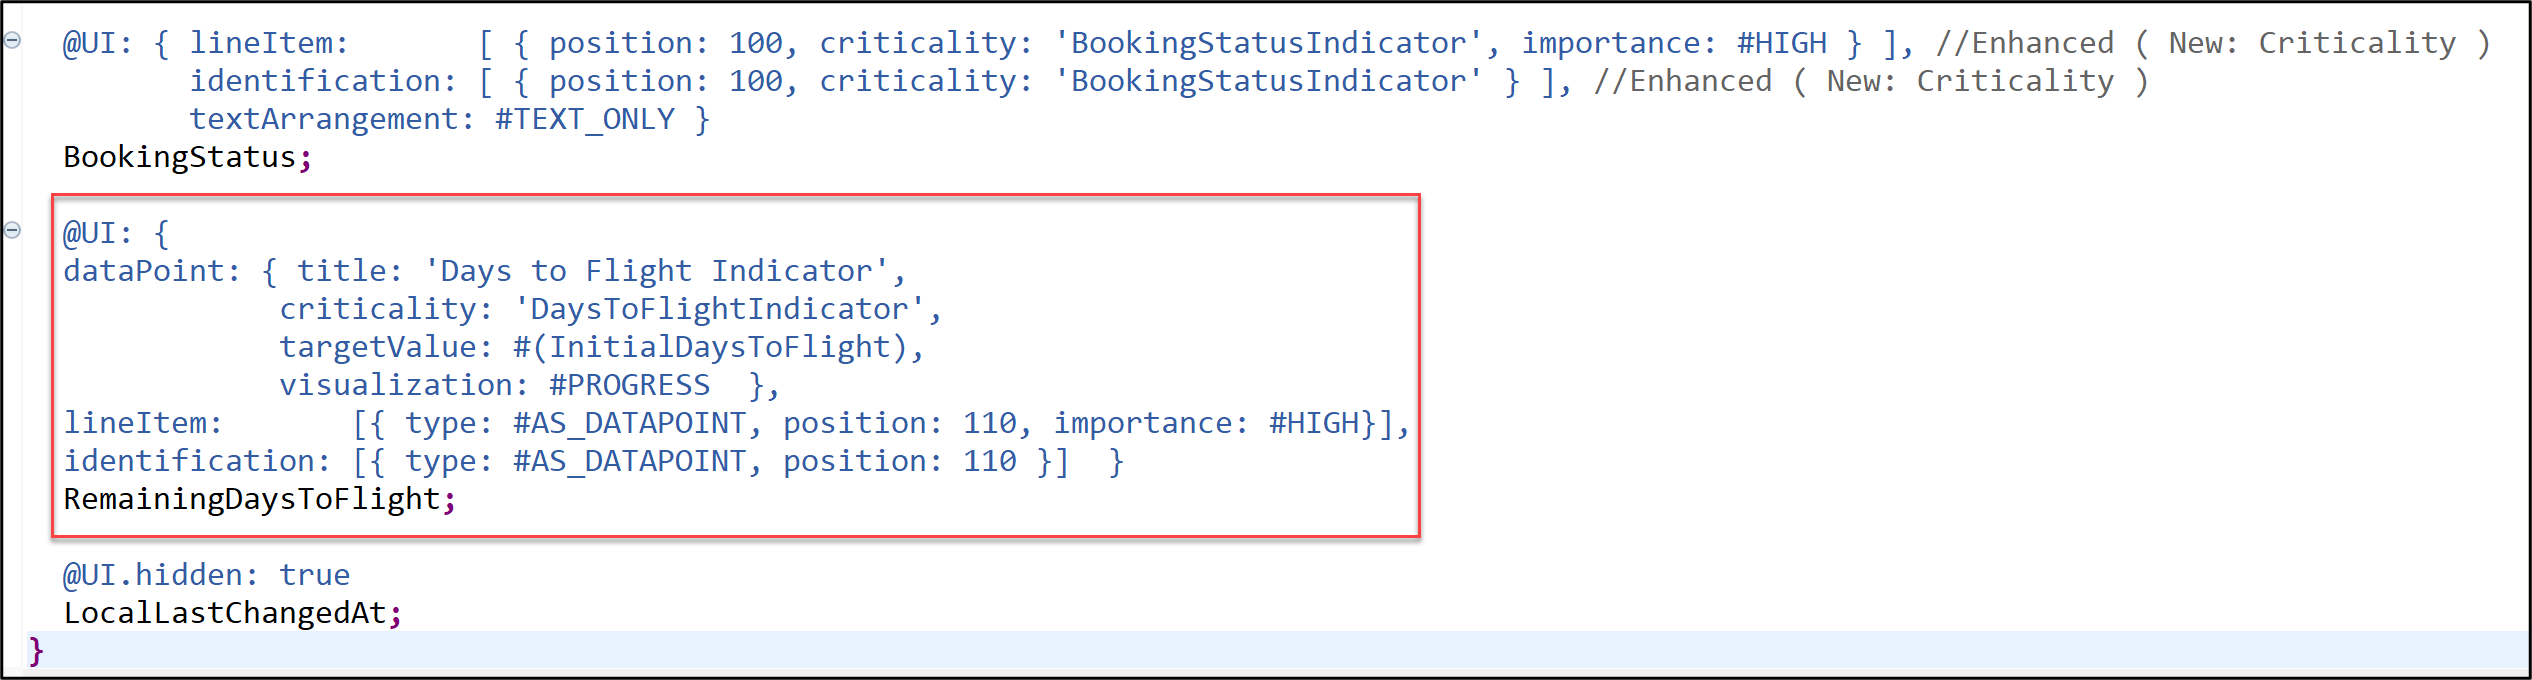 @UI: { lineItem:       [ { position: 100, criticality: 'BookingStatusIndicator', importance: #HIGH } ], //Enhanced ( New: Criticality )
       identification: [ { position: 100, criticality: 'BookingStatusIndicator' } ], //Enhanced ( New: Criticality )
       textArrangement: #TEXT_ONLY }
BookingStatus;
@UI: {
dataPoint: { title: 'Days to Flight Indicator',
            criticality: 'DaysToFlightIndicator',
            targetValue: #(InitialDaysToFlight),
            visualization: #PROGRESS  },
lineItem:       [{ type: #AS_DATAPOINT, position: 110, importance: #HIGH}],
identification: [{ type: #AS_DATAPOINT, position: 110 }]  }
RemainingDaysToFlight;
@UI.hidden: true
LocalLastChangedAt;
}